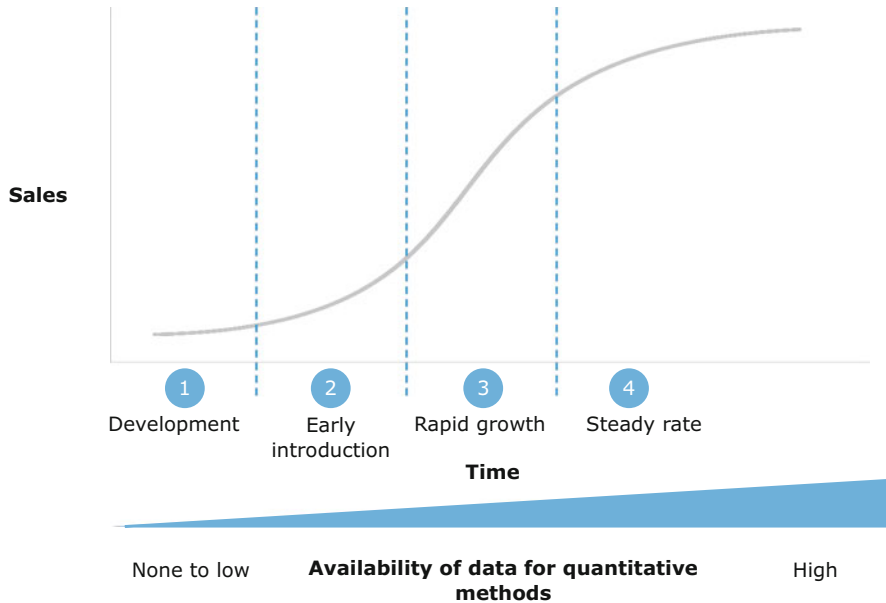 Sales
1
2
3
4
Development
Early
introduction
Rapid growth
Steady rate
Time
None to low
Availability of data for quantitative
methods
High